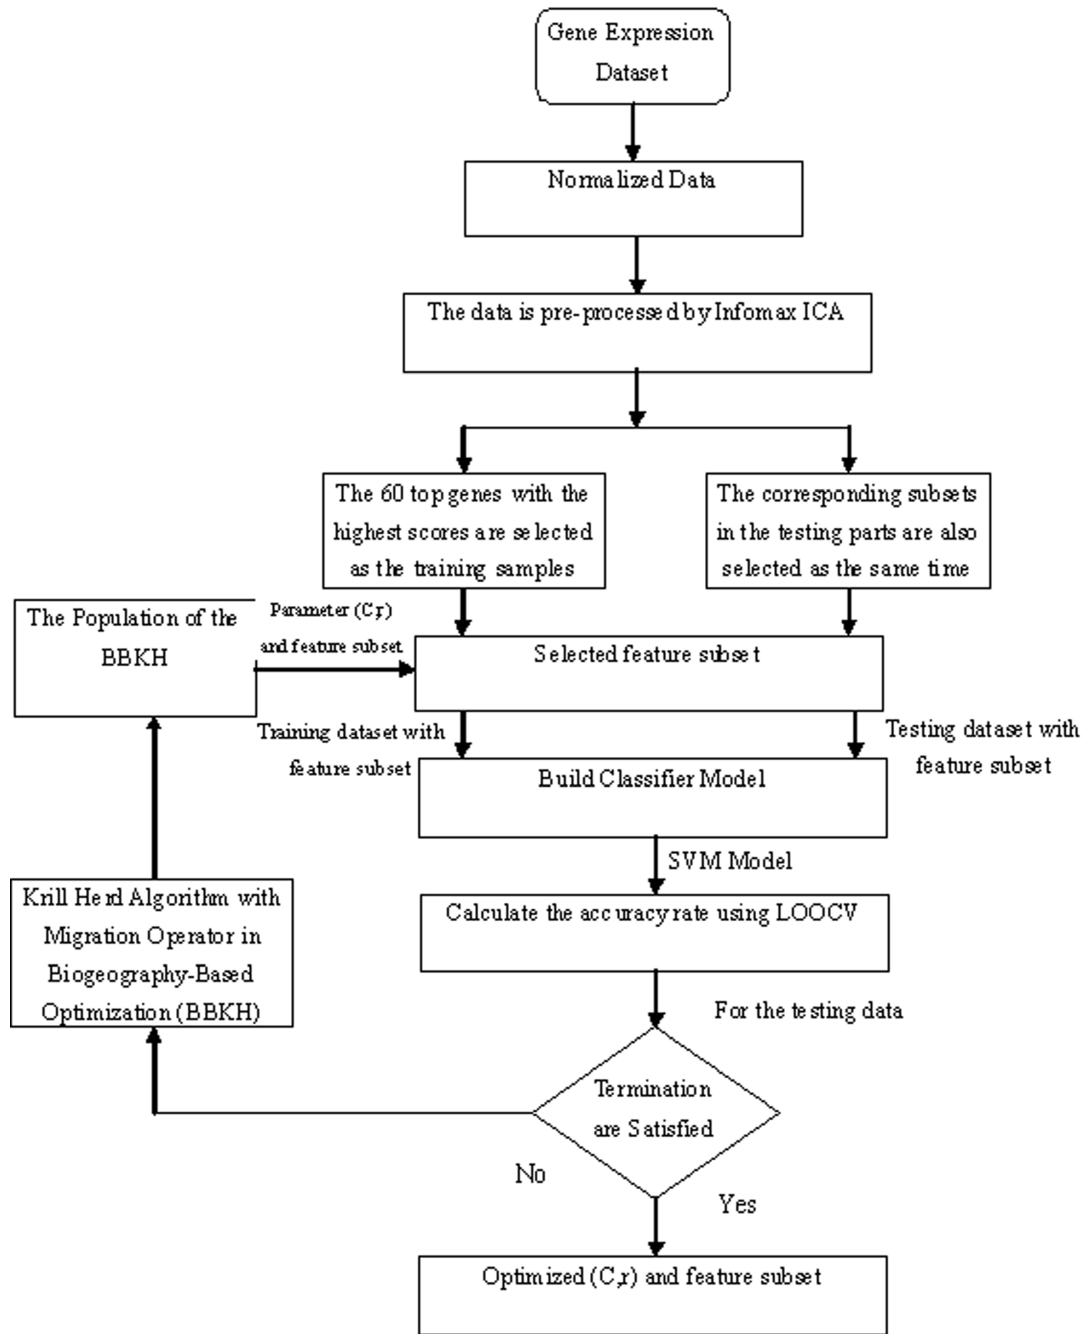 Gene Expression
Dataset
Normalized Data
The data is pre-processed by Infomax ICA
The 60 top genes with the
highest scores are selected
as the training samples
The corresponding subsets
in the testing parts are also
selected as the same time
The Population of the
BBKH
Parameter (C,r)
and feature subset
Selected feature subset
Training dataset with
feature subset
Testing dataset with
feature subset
Build Classifier Model
SVM Model
Krill Herd Algorithm with
Migration Operator in
Biogeography-Based
Optimization (BBKH)
Calculate the accuracy rate using LOOCV
For the testing data
Termination
are Satisfied
No
Yes
Optimized (C,r) and feature subset